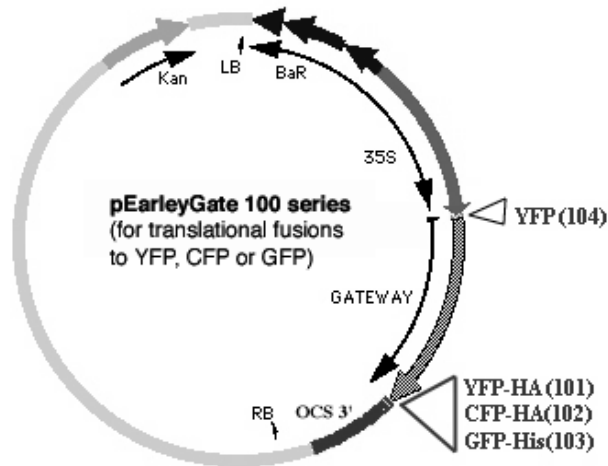 Kan
LB
BaR
35S
pEarleyGate 100 series
(for translational fusions
to YFP, CFP or GFP)
YFP (104)
GATEWAY
YFP-HA (101)
CFP-HA(102)
GFP-His(103)
RB
OCS 3'